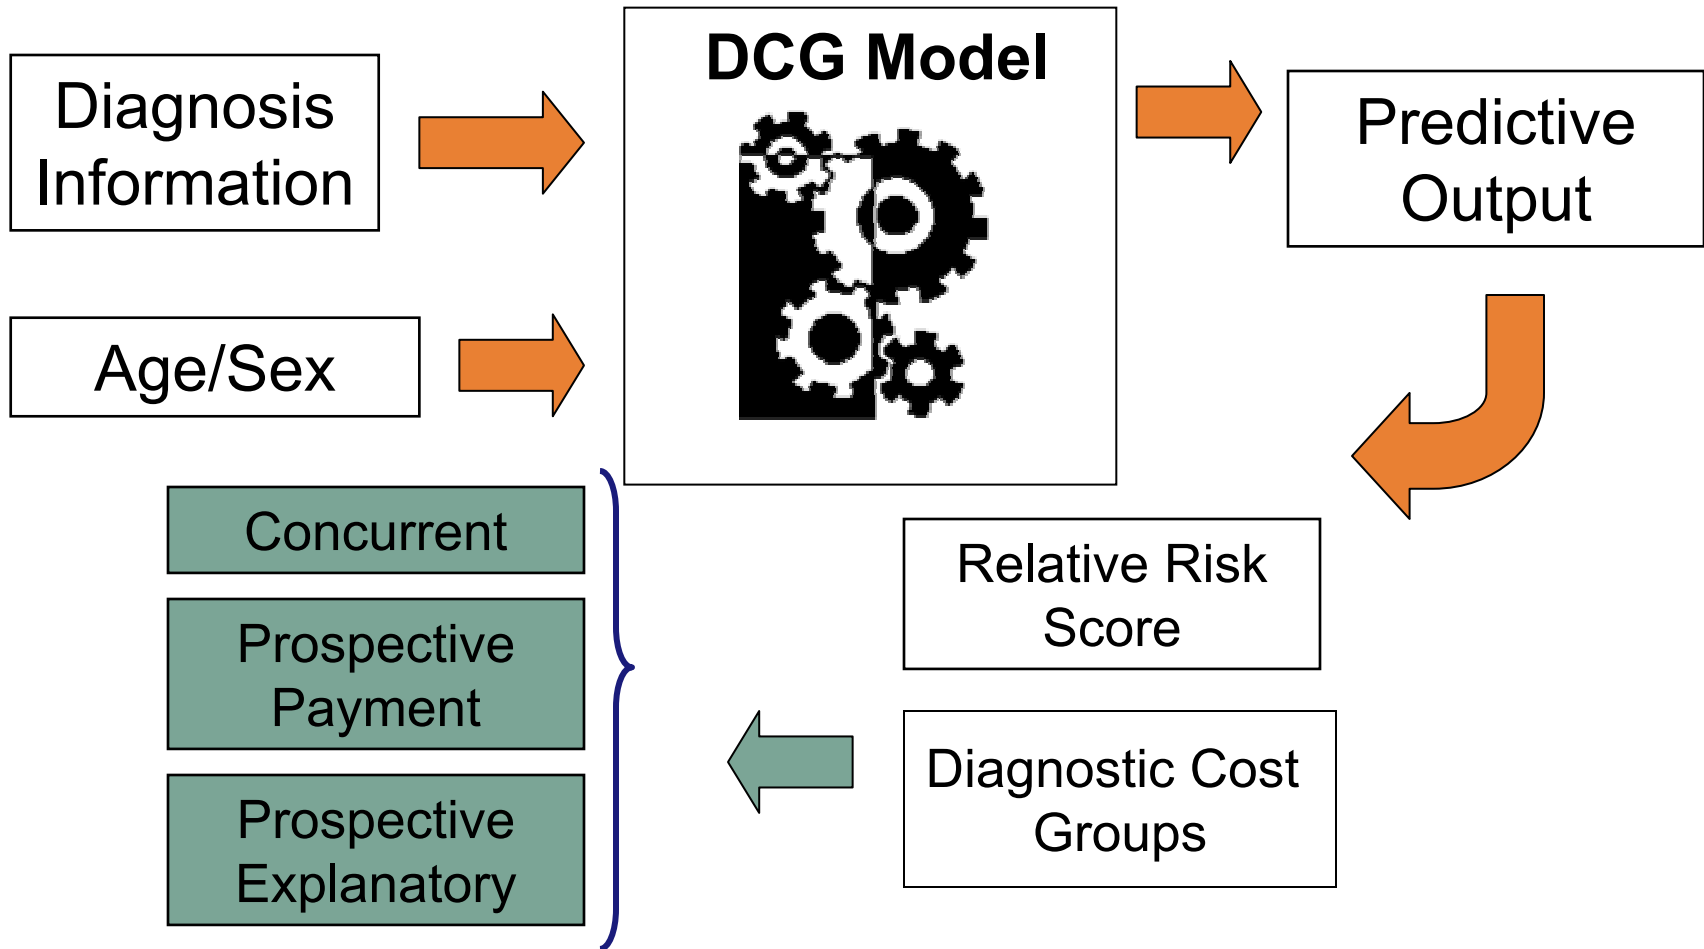 DCG Model
Diagnosis
Information
Predictive
Output
Age/Sex
Concurrent
Prospective
Payment
Prospective
Explanatory
Relative Risk
Score
Diagnostic Cost
Groups